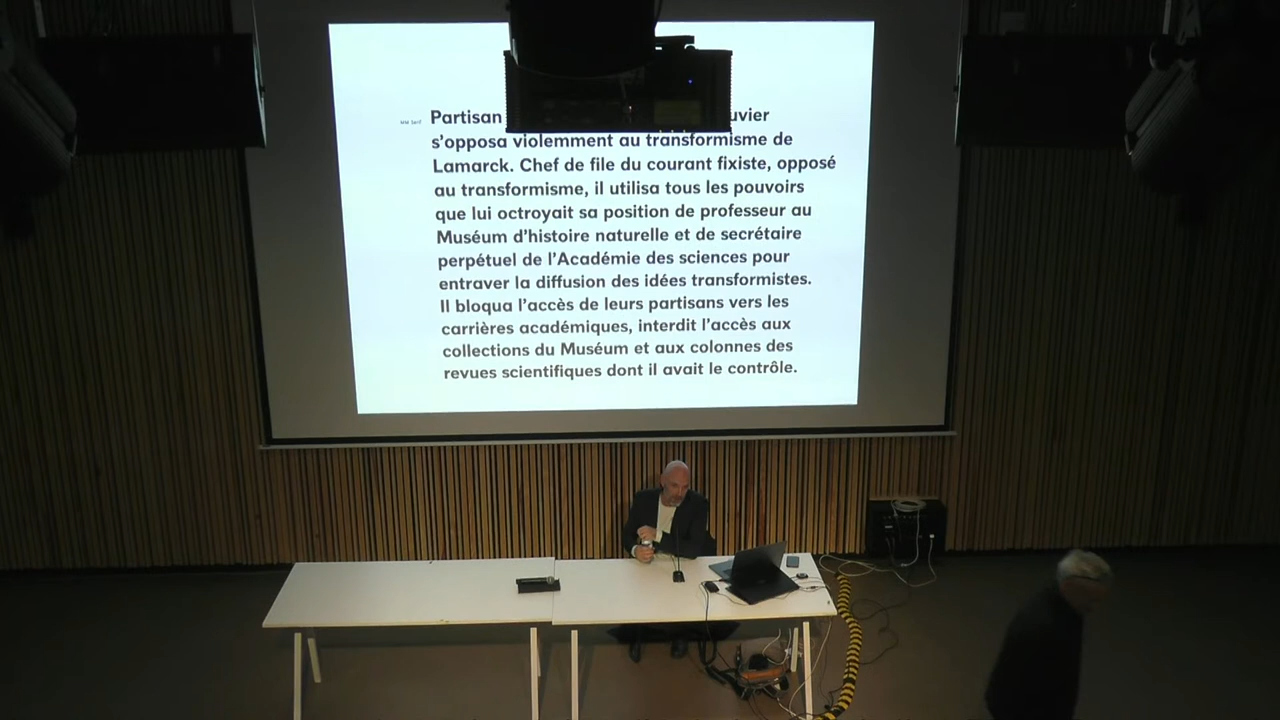 MM Serif
Partisan uvier
s'opposa violemment au transformisme de
Lamarck. Chef de file du courant fixiste, opposé
au transformisme, il utilisa tous les pouvoirs
que lui octroyait sa position de professeur au
Muséum d'histoire naturelle et de secrétaire
perpétuel de l'Académie des sciences pour
entraver la diffusion des idées transformistes.
Il bloqua l'accès de leurs partisans vers les
carrières académiques, interdit l'accès aux
collections du Muséum et aux colonnes des
revues scientifiques dont il avait le contrôle.